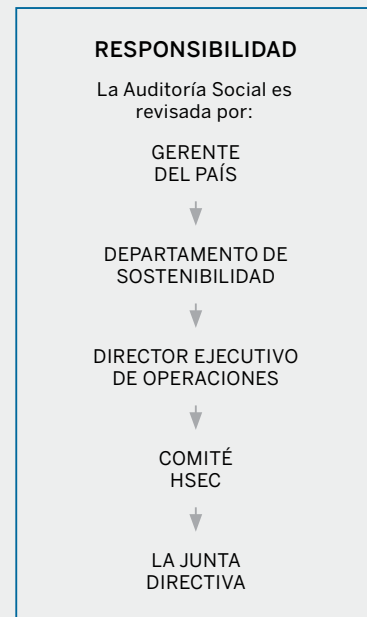 RESPONSIBILIDAD
La Auditoría Social es
revisada por:
GERENTE
DEL PAÍS
DEPARTAMENTO DE
SOSTENIBILIDAD
DIRECTOR EJECUTIVO
DE OPERACIONES
COMITÉ
HSEC
LA JUNTA
DIRECTIVA